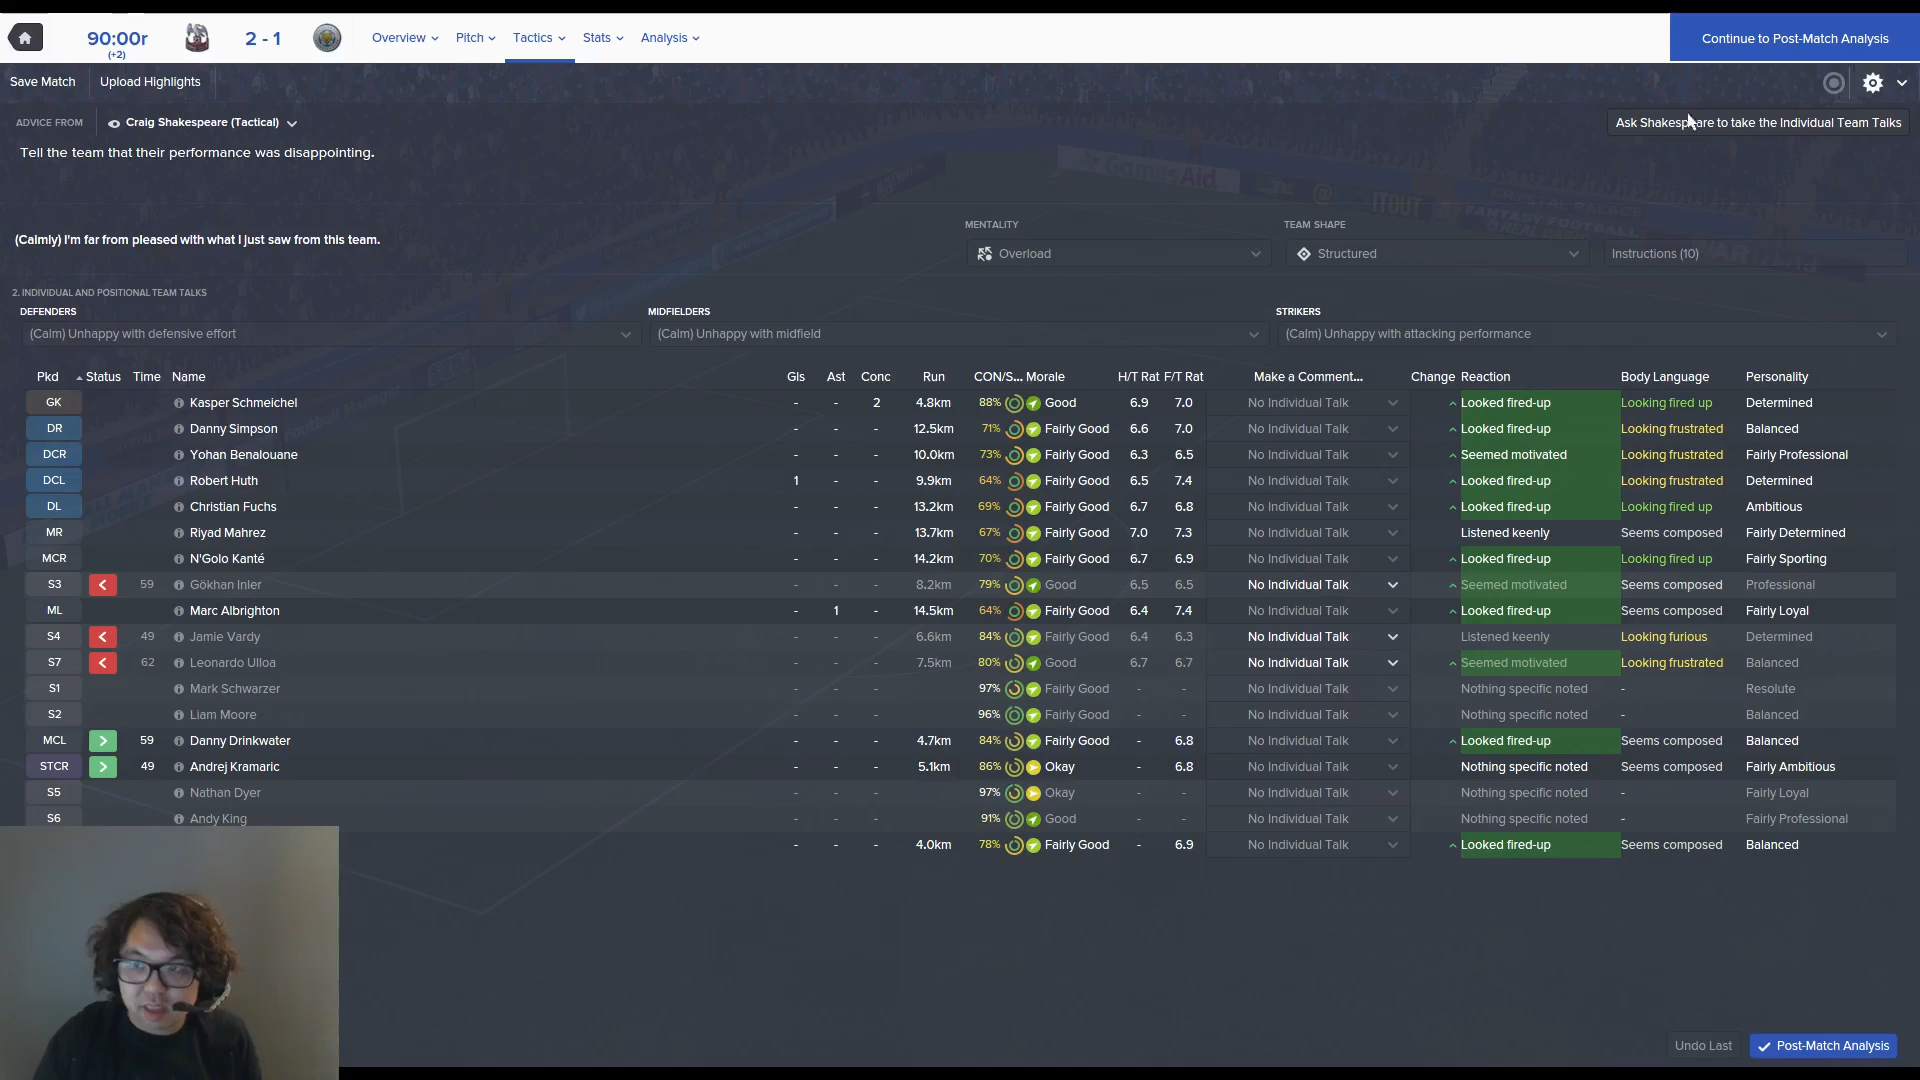 90:00r
(+2)
2 - 1
Overview
Pitch
Tactics
Stats
Analysis
Continue to Post-Match Analysis
Save Match
Upload Highlights
ADVICE FROM
Craig Shakespeare (Tactical)
Ask Shakespeare to take the Individual Team Talks
Tell the team that their performance was disappointing.
(Calmly) I'm far from pleased with what I just saw from this team.
MENTALITY
TEAM SHAPE
Overload
Structured
Instructions (10)
2. INDIVIDUAL AND POSITIONAL TEAM TALKS
DEFENDERS
MIDFIELDERS
STRIKERS
(Calm) Unhappy with defensive effort
(Calm) Unhappy with midfield
(Calm) Unhappy with attacking performance
Pkd Status Time Name Gls Ast Conc Run CON/S... Morale H/T Rat F/T Rat Make a Comment... Change Reaction Body Language Personality
GK Kasper Schmeichel - - 2 4.8km 88% Good 6.9 7.0 No Individual Talk Looked fired-up Looking fired up Determined
DR Danny Simpson - - - 12.5km 71% Fairly Good 6.6 7.0 No Individual Talk Looked fired-up Looking frustrated Balanced
DCR Yohan Benalouane - - - 10.0km 73% Fairly Good 6.3 6.5 No Individual Talk Seemed motivated Looking frustrated Fairly Professional
DCL Robert Huth 1 - - 9.9km 64% Fairly Good 6.5 7.4 No Individual Talk Looked fired-up Looking frustrated Determined
DL Christian Fuchs - - - 13.2km 69% Fairly Good 6.7 6.8 No Individual Talk Looked fired-up Looking fired up Ambitious
MR Riyad Mahrez - - - 13.7km 67% Fairly Good 7.0 7.3 No Individual Talk Listened keenly Seems composed Fairly Determined
MCR N'Golo Kanté - - - 14.2km 70% Fairly Good 6.7 6.9 No Individual Talk Looked fired-up Looking fired up Fairly Sporting
S3 59 Gökhan Inler - - - 8.2km 79% Good 6.5 6.5 No Individual Talk Seemed motivated Seems composed Professional
ML Marc Albrighton - 1 - 14.5km 64% Fairly Good 6.4 7.4 No Individual Talk Looked fired-up Seems composed Fairly Loyal
S4 49 Jamie Vardy - - - 6.6km 84% Fairly Good 6.4 6.3 No Individual Talk Listened keenly Looking furious Determined
S7 62 Leonardo Ulloa - - - 7.5km 80% Good 6.7 6.7 No Individual Talk Seemed motivated Looking frustrated Balanced
S1 Mark Schwarzer - - - 97% Fairly Good - - No Individual Talk Nothing specific noted - Resolute
S2 Liam Moore - - - 96% Fairly Good - - No Individual Talk Nothing specific noted - Balanced
MCL 59 Danny Drinkwater - - - 4.7km 84% Fairly Good - 6.8 No Individual Talk Looked fired-up Seems composed Balanced
STCR 49 Andrej Kramaric - - - 5.1km 86% Okay - 6.8 No Individual Talk Nothing specific noted Seems composed Fairly Ambitious
S5 Nathan Dyer - - - 97% Okay - - No Individual Talk Nothing specific noted - Fairly Loyal
S6 Andy King - - - 91% Good - - No Individual Talk Nothing specific noted - Fairly Professional
- - - 4.0km 78% Fairly Good - 6.9 No Individual Talk Looked fired-up Seems composed Balanced
Undo Last
Post-Match Analysis